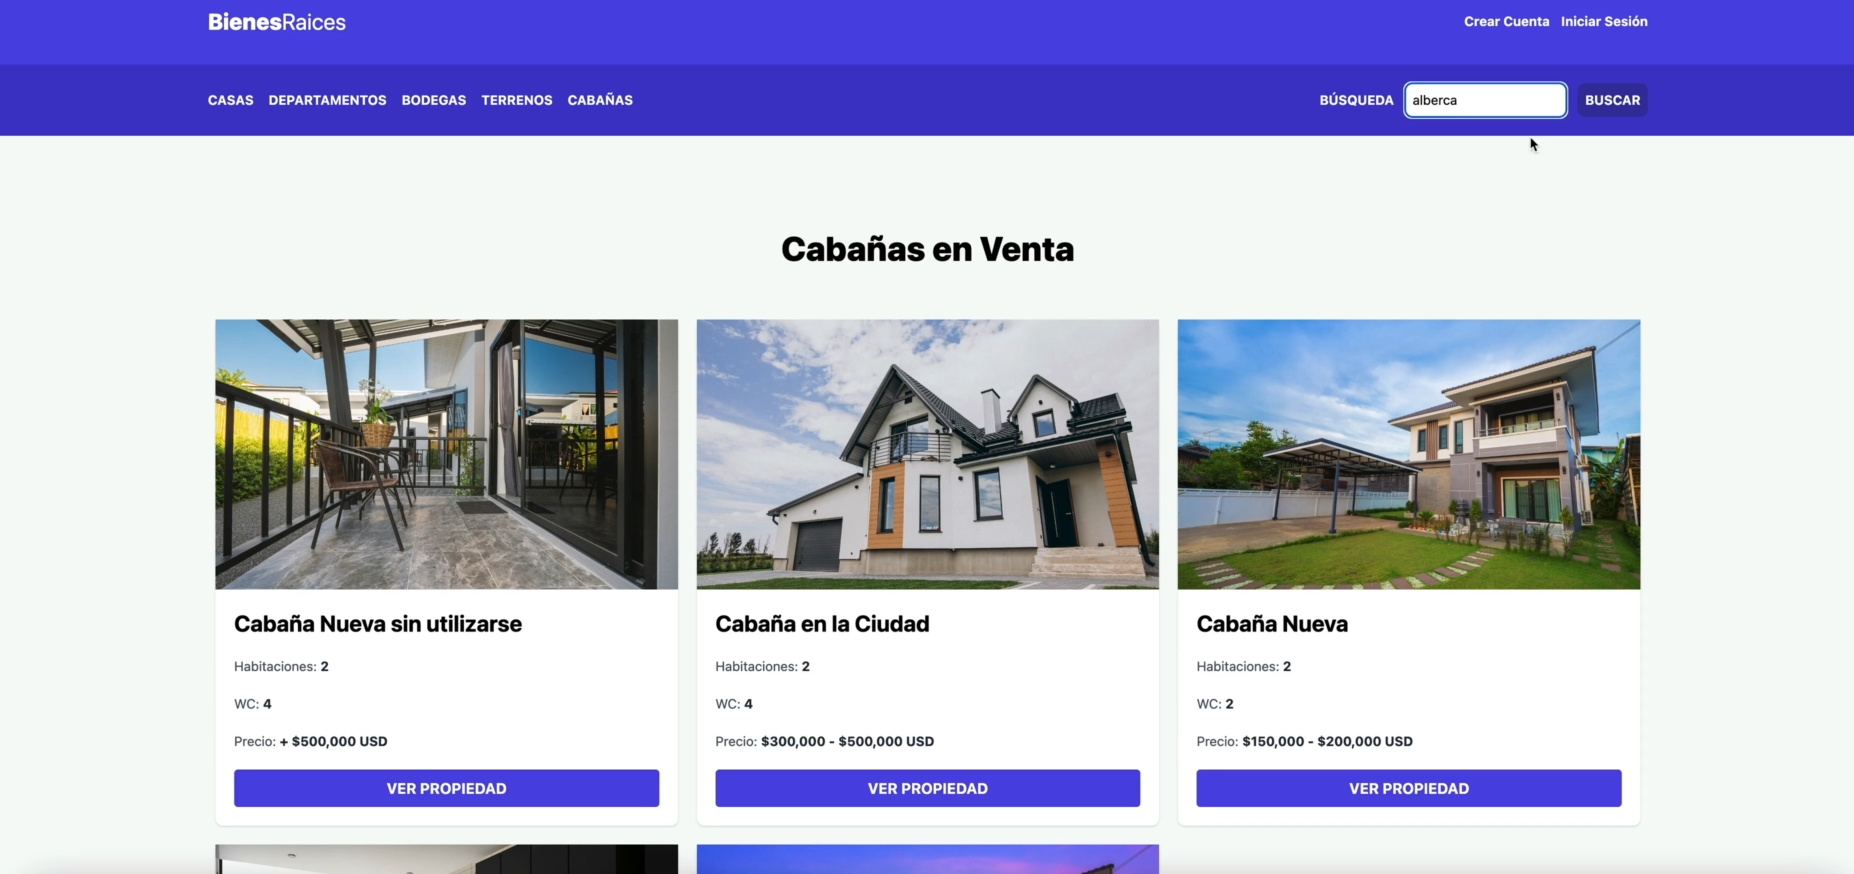 BienesRaices
Crear Cuenta Iniciar Sesión
CASAS DEPARTAMENTOS BODEGAS TERRENOS CABAÑAS
BÚSQUEDA alberca BUSCAR
Cabañas en Venta
Cabaña Nueva sin utilizarse
Habitaciones: 2
WC: 4
Precio: + $500,000 USD
VER PROPIEDAD
Cabaña en la Ciudad
Habitaciones: 2
WC: 4
Precio: $300,000 - $500,000 USD
VER PROPIEDAD
Cabaña Nueva
Habitaciones: 2
WC: 2
Precio: $150,000 - $200,000 USD
VER PROPIEDAD